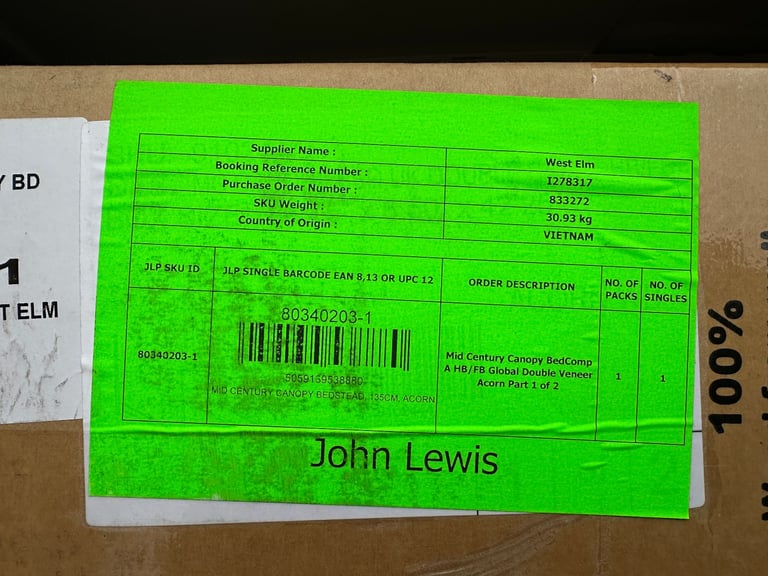 Y BD
1
T ELM
Supplier Name : West Elm
Booking Reference Number : I278317
Purchase Order Number : 833272
SKU Weight : 30.93 kg
Country of Origin : VIETNAM
JLP SKU ID
JLP SINGLE BARCODE EAN 8,13 OR UPC 12
ORDER DESCRIPTION
NO. OF
PACKS
NO. OF
SINGLES
80340203-1
80340203-1
5059159538880
MID CENTURY CANOPY BEDSTEAD, 135CM, ACORN
Mid Century Canopy BedComp
A HB/FB Global Double Veneer
Acorn Part 1 of 2
1
1
John Lewis
100%